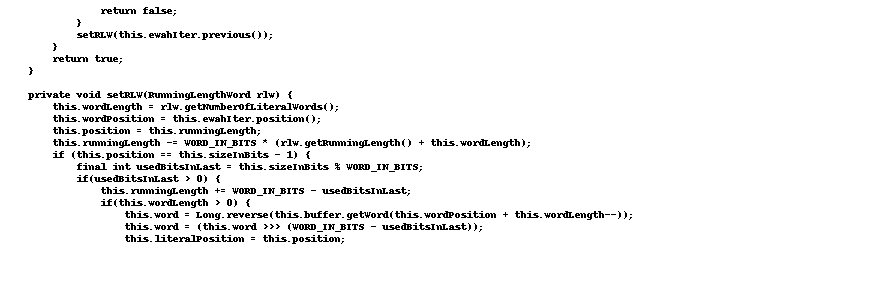 return false;
}
setRLW(this.ewahIter.previous());
}
return true;
}
private void setRLW(RunningLengthWord rlw) {
this.wordLength = rlw.getNumberOfLiteralWords();
this.wordPosition = this.ewahIter.position();
this.position = this.runningLength;
this.runningLength -= WORD_IN_BITS * (rlw.getRunningLength() + this.wordLength);
if (this.position == this.sizeInBits - 1) {
final int usedBitsInLast = this.sizeInBits % WORD_IN_BITS;
if(usedBitsInLast > 0) {
this.runningLength += WORD_IN_BITS - usedBitsInLast;
if(this.wordLength > 0) {
this.word = Long.reverse(this.buffer.getWord(this.wordPosition + this.wordLength--));
this.word = (this.word >>> (WORD_IN_BITS - usedBitsInLast));
this.literalPosition = this.position;